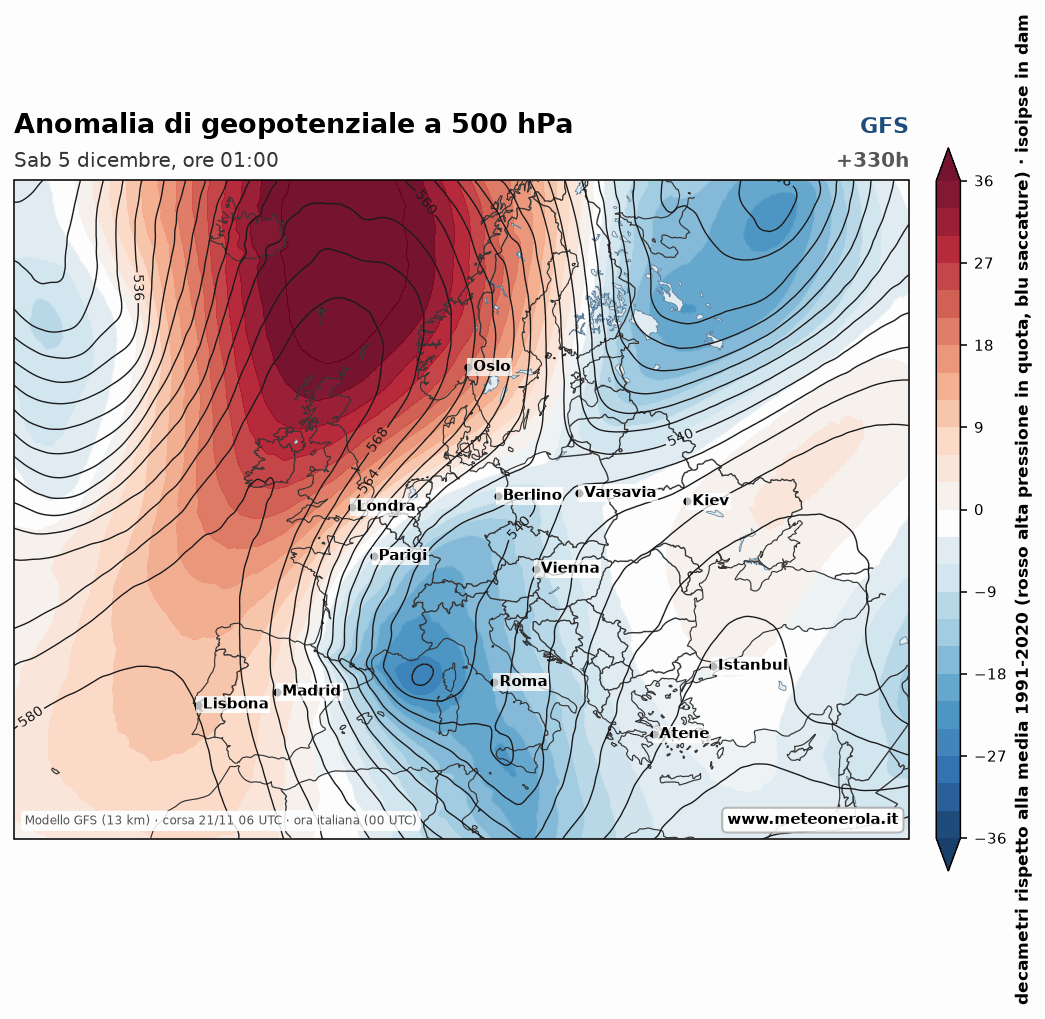 Anomalia di geopotenziale a 500 hPa
GFS
Sab 5 dicembre, ore 01:00
+330h
560
536
Oslo
568
564
540
Londra
Berlino
Varsavia
Kiev
540
Parigi
Vienna
Istanbul
Madrid
Roma
Lisbona
580
Atene
Modello GFS (13 km) · corsa 21/11 06 UTC · ora italiana (00 UTC)
www.meteonerola.it
36
27
18
9
0
−9
−18
−27
−36
decametri rispetto alla media 1991-2020 (rosso alta pressione in quota, blu saccature) · isoipse in dam